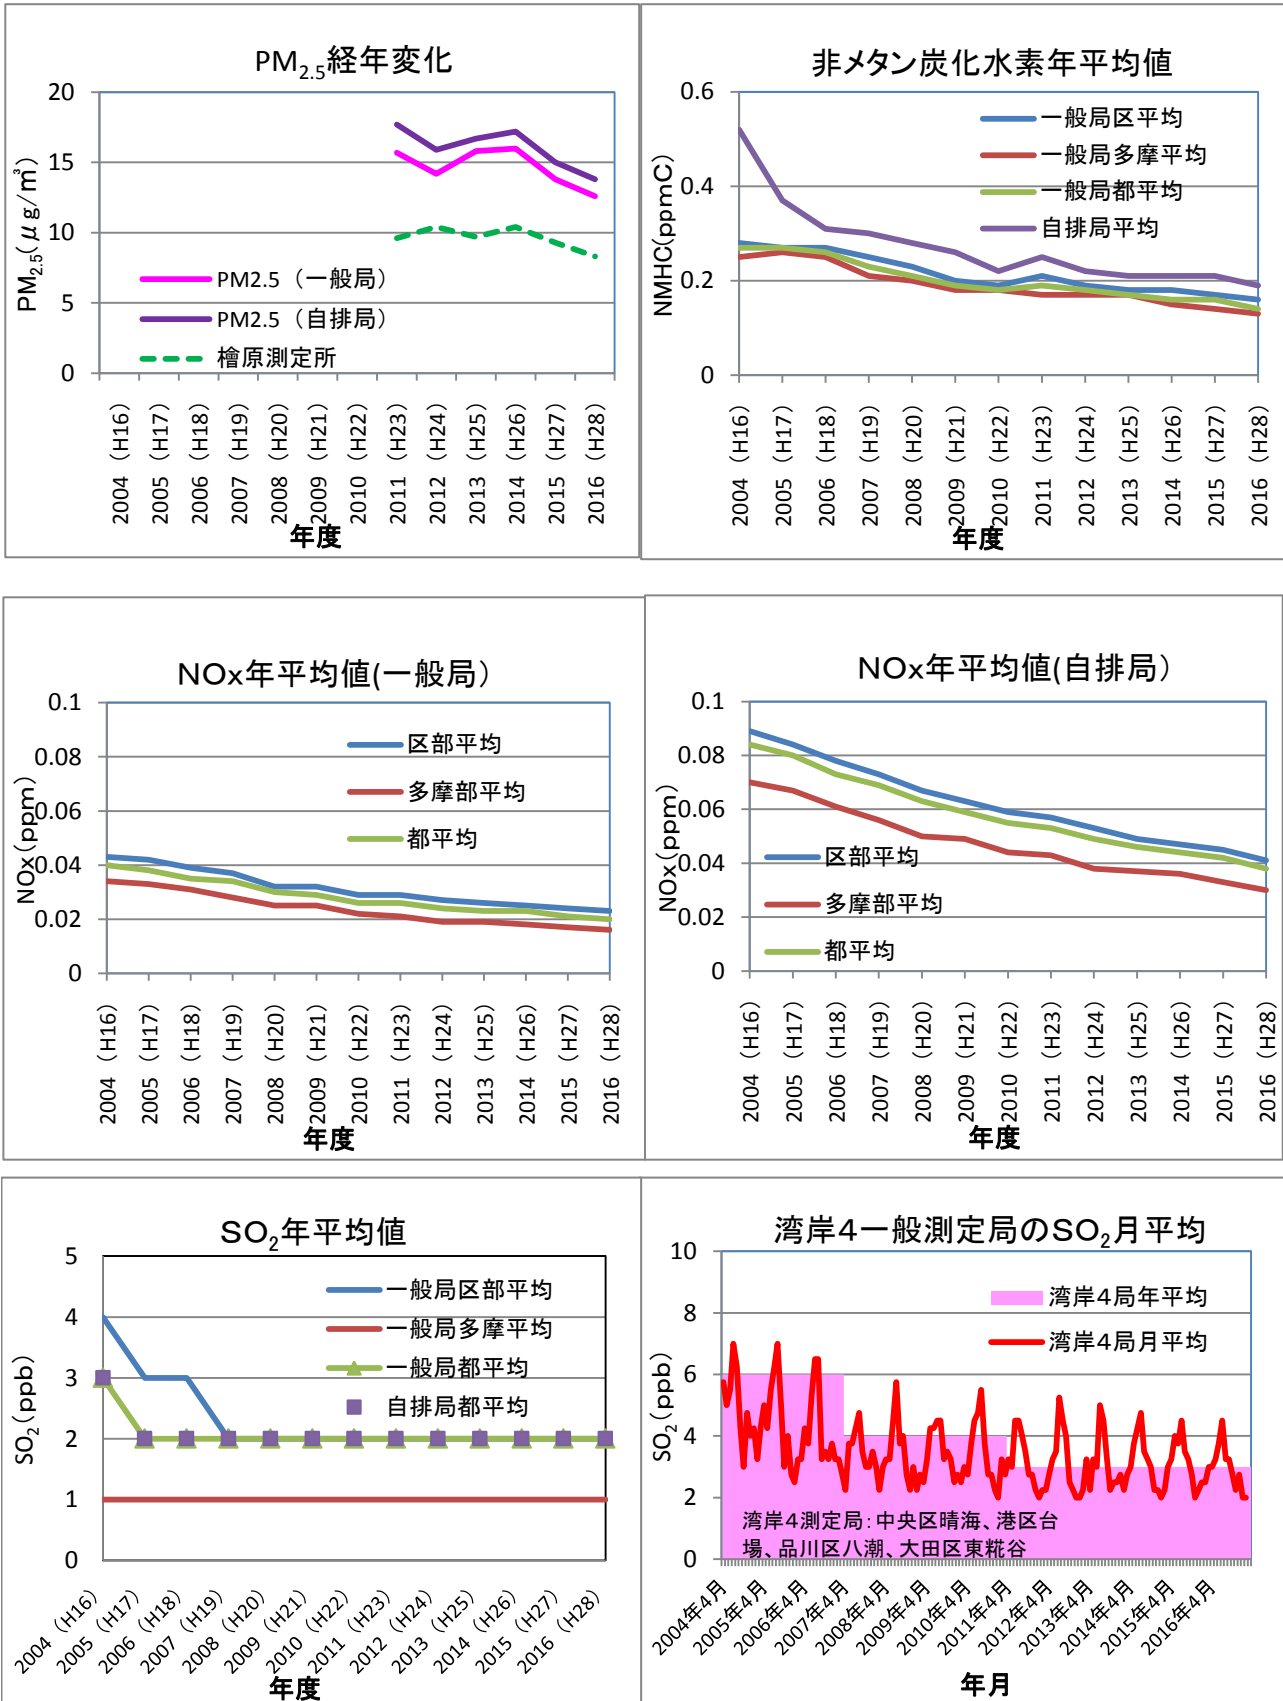 PM2.5経年変化
PM2.5(μg/㎥)
20
15
10
5
0
PM2.5（一般局）
PM2.5（自排局）
檜原測定所
2004（H16）
2005（H17）
2006（H18）
2007（H19）
2008（H20）
2009（H21）
2010（H22）
2011（H23）
2012（H24）
2013（H25）
2014（H26）
2015（H27）
2016（H28）
年度
非メタン炭化水素年平均値
NMHC(ppmC)
0.6
0.4
0.2
0
一般局区平均
一般局多摩平均
一般局都平均
自排局平均
2004（H16）
2005（H17）
2006（H18）
2007（H19）
2008（H20）
2009（H21）
2010（H22）
2011（H23）
2012（H24）
2013（H25）
2014（H26）
2015（H27）
2016（H28）
年度
NOx年平均値(一般局）
NOx(ppm)
0.1
0.08
0.06
0.04
0.02
0
区部平均
多摩部平均
都平均
2004（H16）
2005（H17）
2006（H18）
2007（H19）
2008（H20）
2009（H21）
2010（H22）
2011（H23）
2012（H24）
2013（H25）
2014（H26）
2015（H27）
2016（H28）
年度
NOx年平均値(自排局）
NOx(ppm)
0.1
0.08
0.06
0.04
0.02
0
区部平均
多摩部平均
都平均
2004（H16）
2005（H17）
2006（H18）
2007（H19）
2008（H20）
2009（H21）
2010（H22）
2011（H23）
2012（H24）
2013（H25）
2014（H26）
2015（H27）
2016（H28）
年度
SO2年平均値
SO2(ppb)
5
4
3
2
1
0
一般局区部平均
一般局多摩平均
一般局都平均
自排局都平均
2004（H16）
2005（H17）
2006（H18）
2007（H19）
2008（H20）
2009（H21）
2010（H22）
2011（H23）
2012（H24）
2013（H25）
2014（H26）
2015（H27）
2016（H28）
年度
湾岸４一般測定局のSO2月平均
SO2(ppb)
10
8
6
4
2
0
湾岸４局年平均
湾岸４局月平均
湾岸４測定局：中央区晴海、港区台
場、品川区八潮、大田区東糀谷
2004年4月
2005年4月
2006年4月
2007年4月
2008年4月
2009年4月
2010年4月
2011年4月
2012年4月
2013年4月
2014年4月
2015年4月
2016年4月
年月